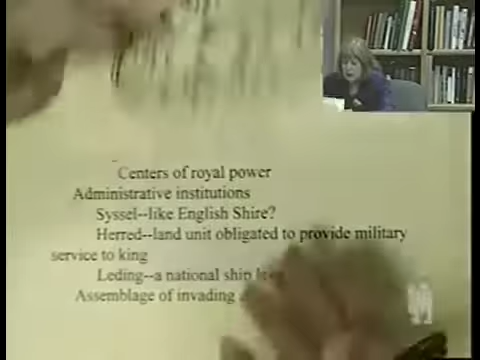 Centers of royal power
Administrative institutions
Syssel--like English Shire?
Herred--land unit obligated to provide military
service to king
Leding--a national ship
Assemblage of invading